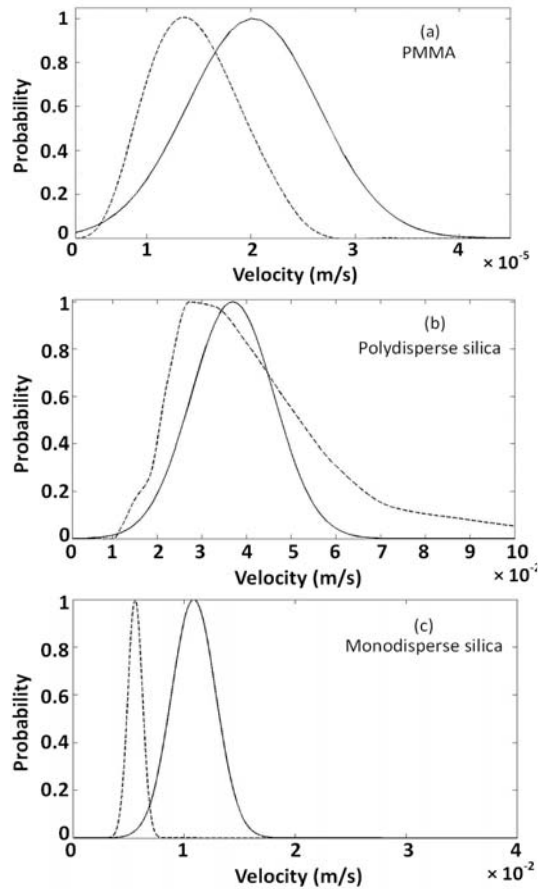 1
0.8
0.6
0.4
0.2
0
Probability
(a)
PMMA
1 2 3 4
× 10-5
Velocity (m/s)
1
0.8
0.6
0.4
0.2
0
Probability
(b)
Polydisperse silica
0 1 2 3 4 5 6 7 8 9 10
× 10-2
Velocity (m/s)
1
0.8
0.6
0.4
0.2
0
Probability
(c)
Monodisperse silica
0 1 2 3 4
× 10-2
Velocity (m/s)